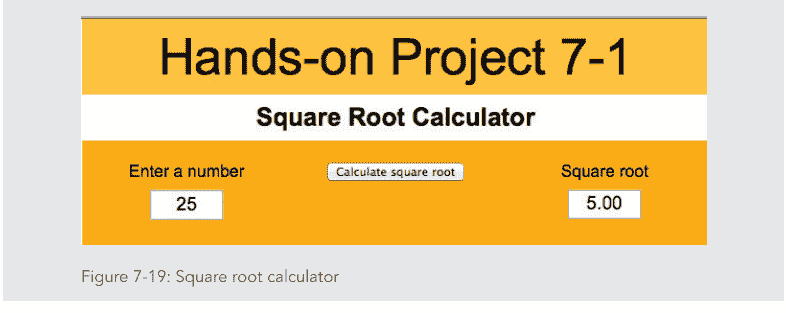 Hands-on Project 7-1
Square Root Calculator
Enter a number
Calculate square root
Square root
25
5.00
Figure 7-19: Square root calculator